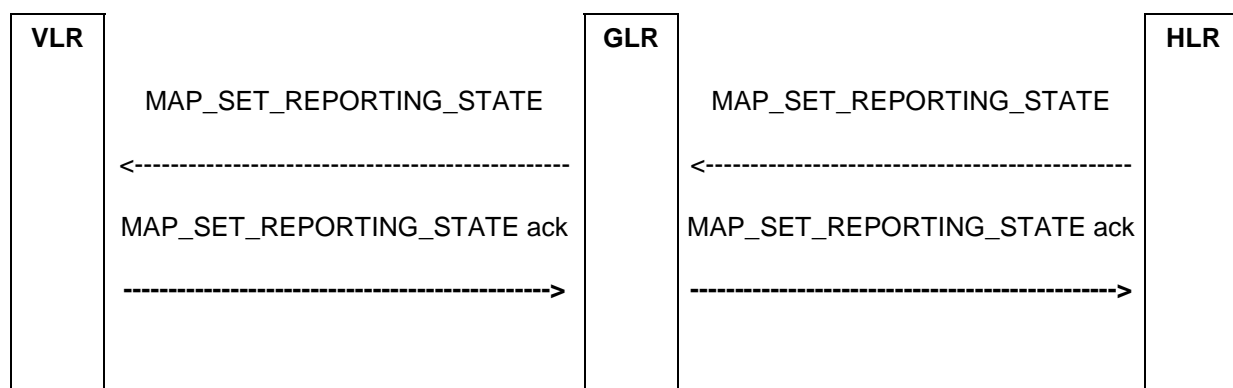 VLR GLR HLR
MAP_SET_REPORTING_STATE MAP_SET_REPORTING_STATE
<----------------------------------------------- <-----------------------------------------------
MAP_SET_REPORTING_STATE ack MAP_SET_REPORTING_STATE ack
-----------------------------------------------> ----------------------------------------------->